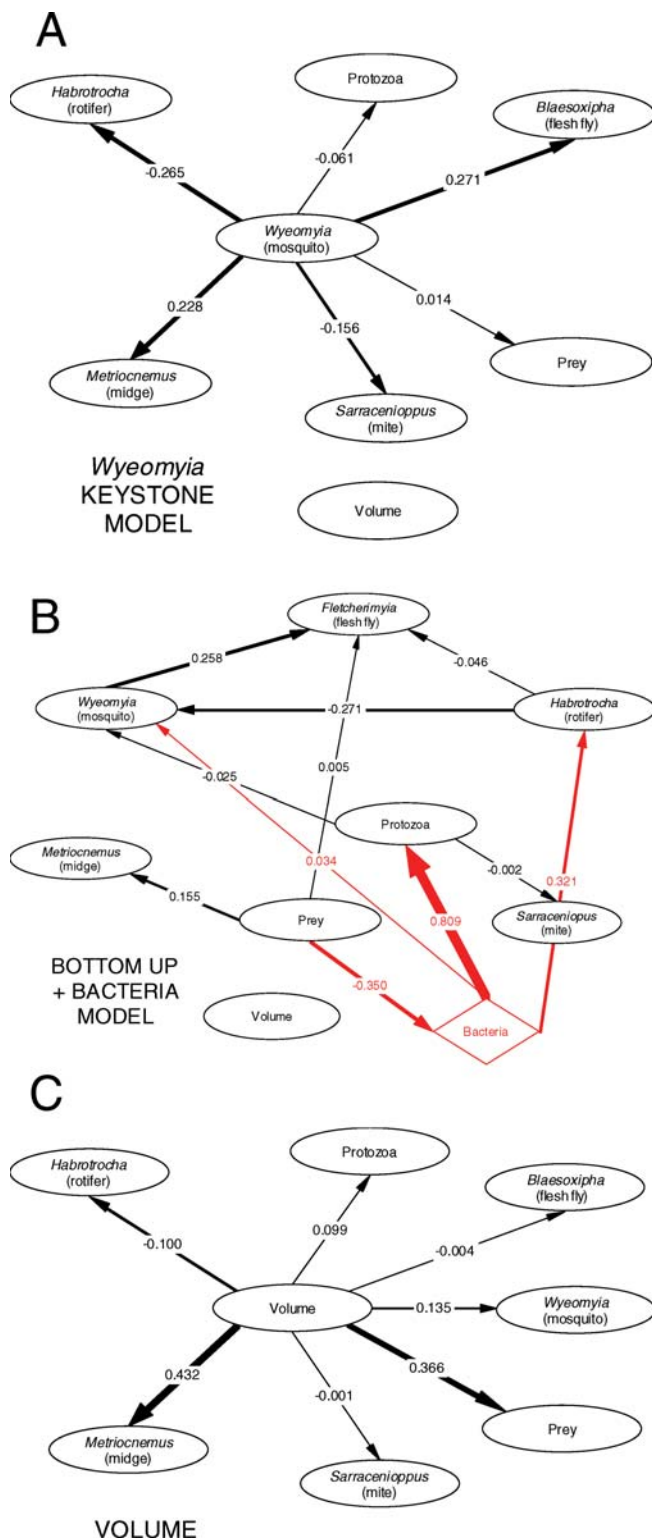 A
Habrotrocha
(rotifer)
Protozoa
Blaesoxipha
(flesh fly)
-0.265
-0.061
0.271
Wyeomyia
(mosquito)
0.228
-0.156
0.014
Metriocnemus
(midge)
Prey
Sarracenioppus
(mite)
Wyeomyia
KEYSTONE
MODEL
Volume
B
Fletcherimyia
(flesh fly)
0.258
-0.046
Wyeomyia
(mosquito)
-0.271
Habrotrocha
(rotifer)
-0.025
0.005
Protozoa
Metriocnemus
(midge)
0.034
-0.002
0.321
0.155
Prey
0.809
Sarraceniopus
(mite)
BOTTOM UP
+ BACTERIA
MODEL
-0.350
Volume
Bacteria
C
Habrotrocha
(rotifer)
Protozoa
Blaesoxipha
(flesh fly)
-0.100
0.099
-0.004
Volume
0.135
Wyeomyia
(mosquito)
0.432
-0.001
0.366
Metriocnemus
(midge)
Prey
Sarracenioppus
(mite)
VOLUME